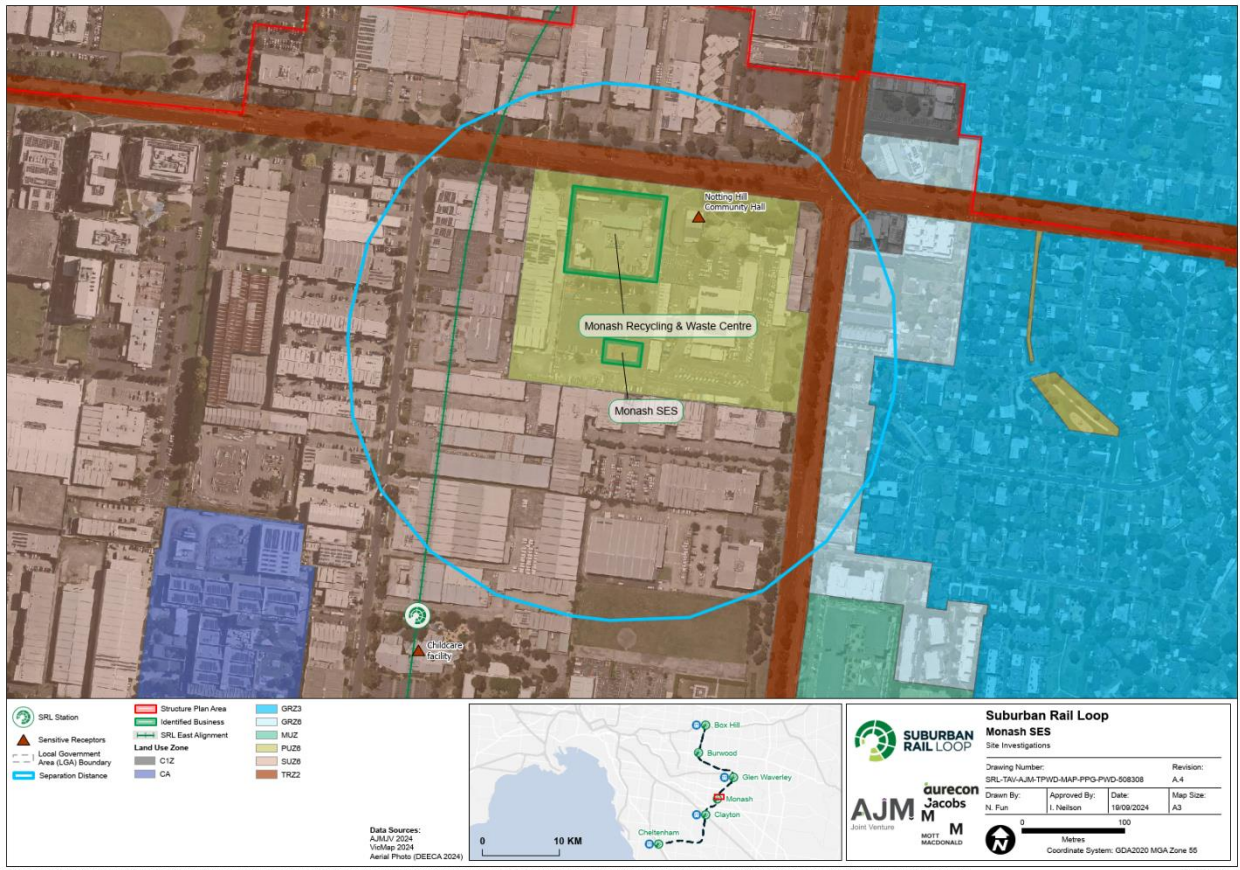 Notting Hill
Community Hall
Monash Recycling & Waste Centre
Monash SES
Childcare
facility
SRL Station
Sensitive Receptors
Local Government
Area (LGA) Boundary
Separation Distance
Structure Plan Area
Identified Business
SRL East Alignment
Land Use Zone
C1Z
CA
GRZ3
GRZ6
MUZ
PUZ6
SUZ6
TRZ2
Data Sources:
AJMJV 2024
VicMap 2024
Aerial Photo (DEECA 2024)
Box Hill
Burwood
Glen Waverley
Monash
Clayton
Cheltenham
0 10 KM
SUBURBAN
RAIL LOOP
AJM
Joint Venture
aurecon
Jacobs
M
M
MOTT
MACDONALD
Suburban Rail Loop
Monash SES
Site Investigations
Drawing Number: Revision:
SRL-TAV-AJM-TPWD-MAP-PPG-PWD-508308 A.4
Drawn By: Approved By: Date: Map Size:
N. Fun I. Neilson 19/09/2024 A3
0 100
Metres
N
Coordinate System: GDA2020 MGA Zone 55